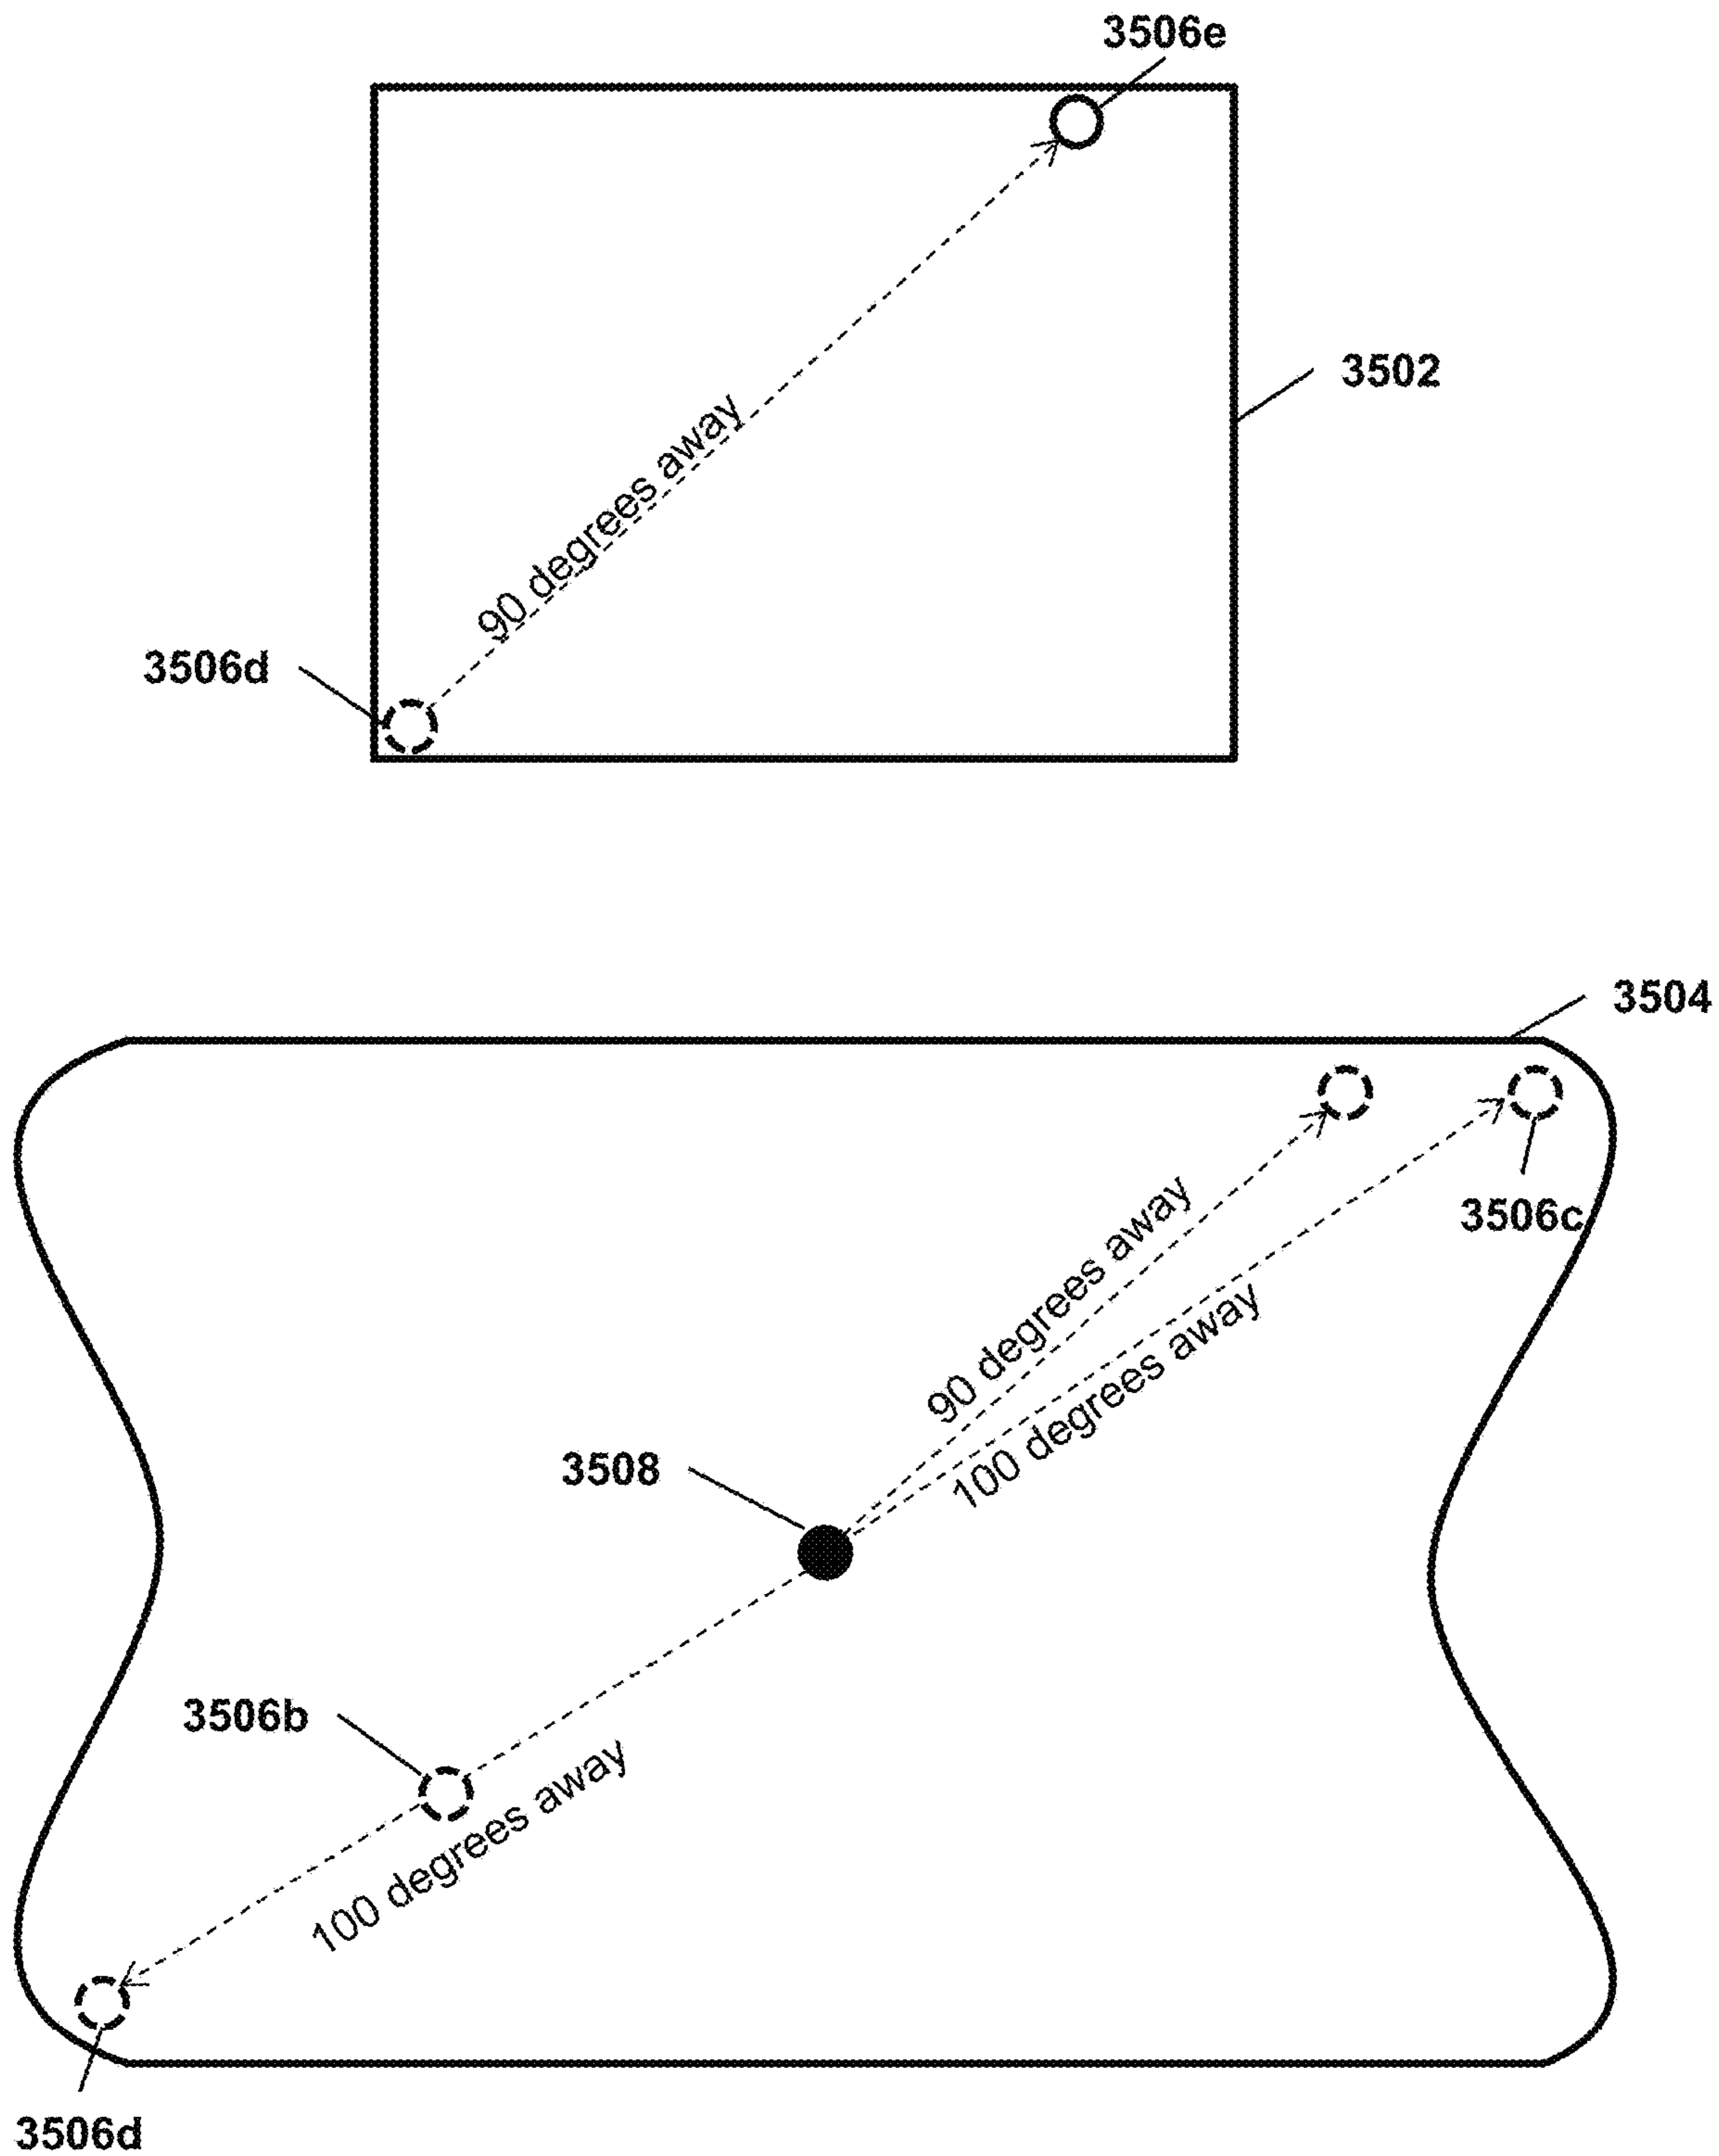 3506e
3502
90 degrees away
3506d
3504
3506c
90 degrees away
100 degrees away
3508
3506b
100 degrees away
3506d